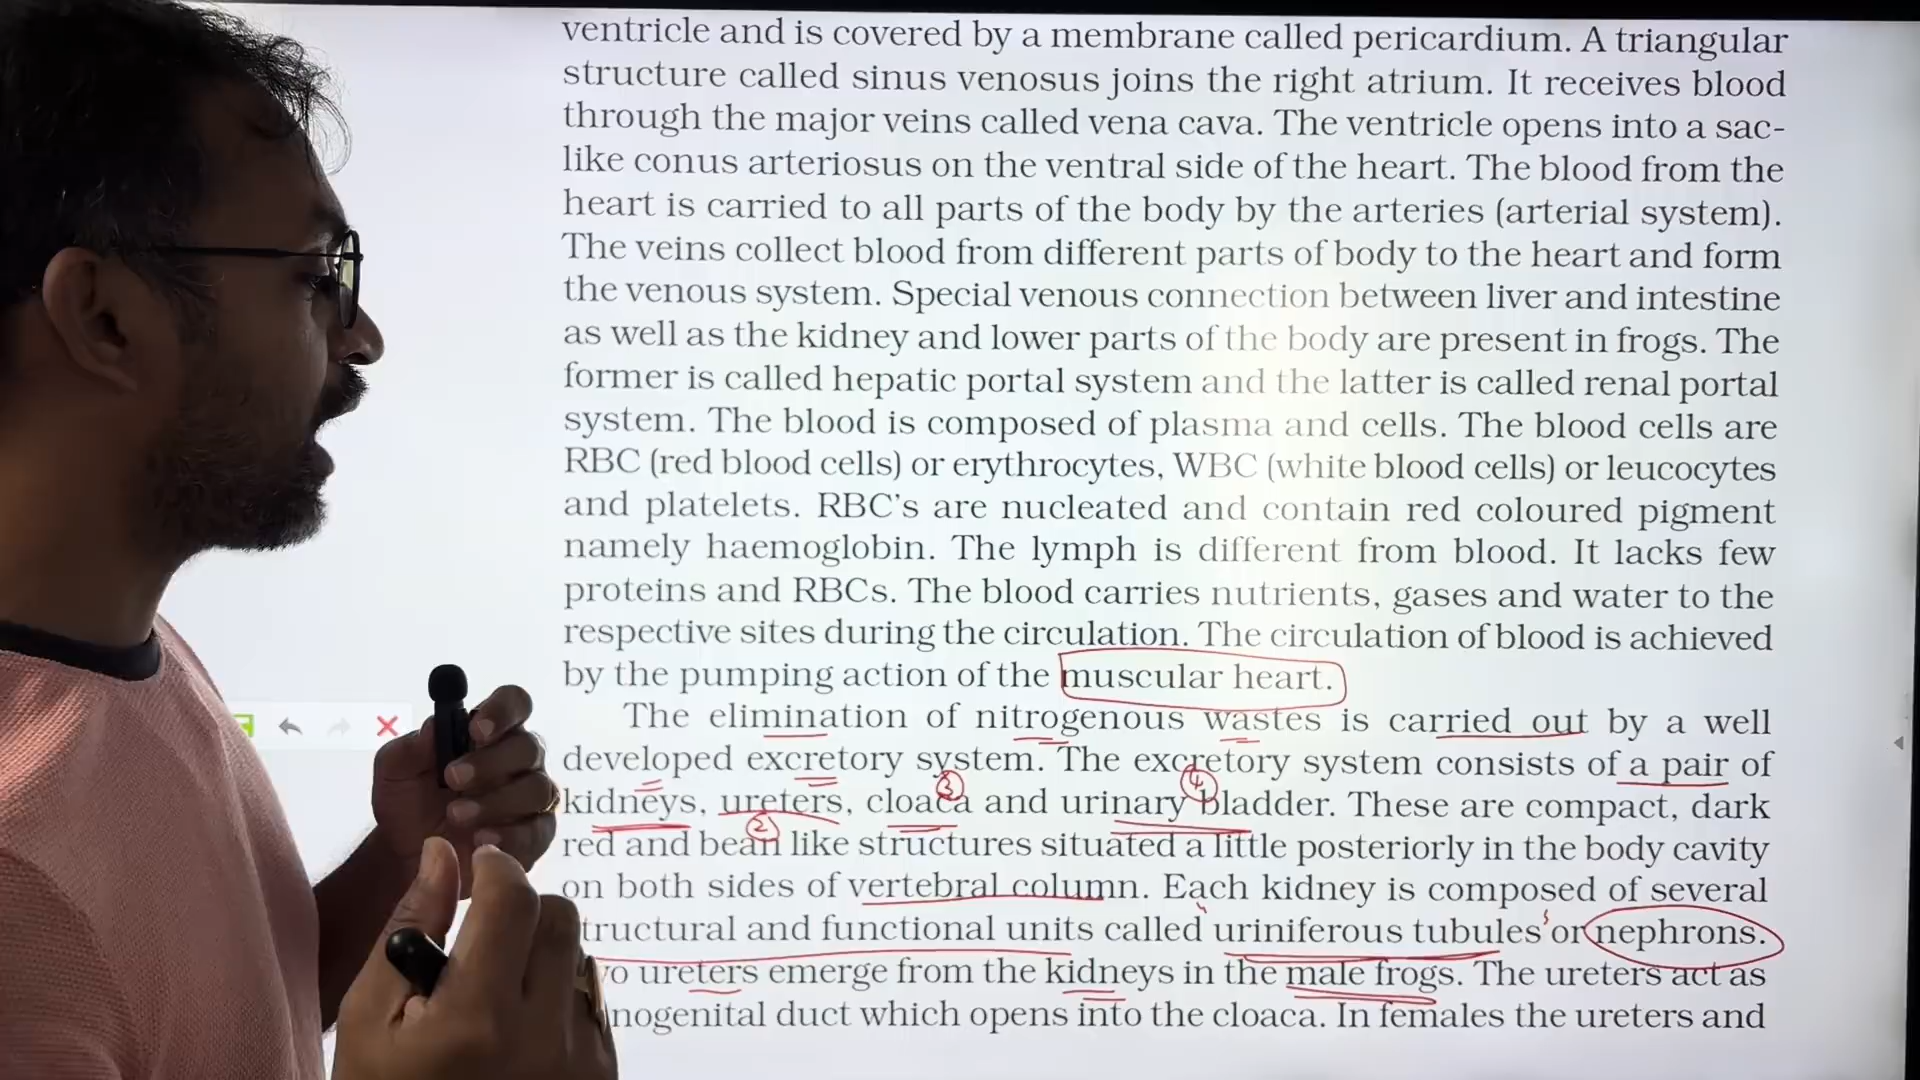 ventricle and is covered by a membrane called pericardium. A triangular
structure called sinus venosus joins the right atrium. It receives blood
through the major veins called vena cava. The ventricle opens into a sac-
like conus arteriosus on the ventral side of the heart. The blood from the
heart is carried to all parts of the body by the arteries (arterial system).
The veins collect blood from different parts of body to the heart and form
the venous system. Special venous connection between liver and intestine
as well as the kidney and lower parts of the body are present in frogs. The
former is called hepatic portal system and the latter is called renal portal
system. The blood is composed of plasma and cells. The blood cells are
RBC (red blood cells) or erythrocytes, WBC (white blood cells) or leucocytes
and platelets. RBC's are nucleated and contain red coloured pigment
namely haemoglobin. The lymph is different from blood. It lacks few
proteins and RBCs. The blood carries nutrients, gases and water to the
respective sites during the circulation. The circulation of blood is achieved
by the pumping action of the muscular heart.
The elimination of nitrogenous wastes is carried out by a well
developed excretory system. The excretory system consists of a pair of
3 4
kidneys, ureters, cloaca and urinary bladder. These are compact, dark
2
red and bean like structures situated a little posteriorly in the body cavity
on both sides of vertebral column. Each kidney is composed of several
tructural and functional units called uriniferous tubules or nephrons.
o ureters emerge from the kidneys in the male frogs. The ureters act as
nogenital duct which opens into the cloaca. In females the ureters and